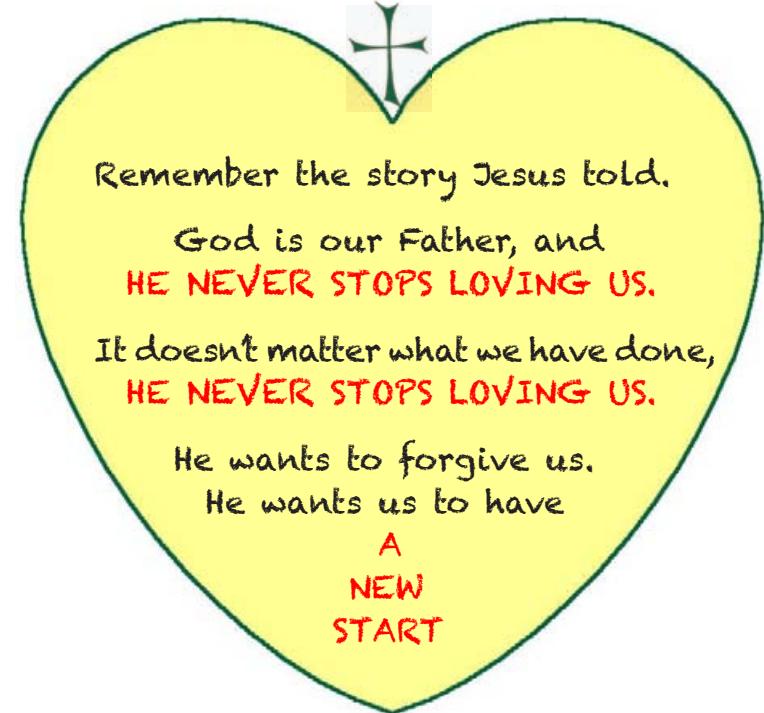 Remember the story Jesus told.
God is our Father, and
HE NEVER STOPS LOVING US.
It doesn't matter what we have done,
HE NEVER STOPS LOVING US.
He wants to forgive us.
He wants us to have
A
NEW
START